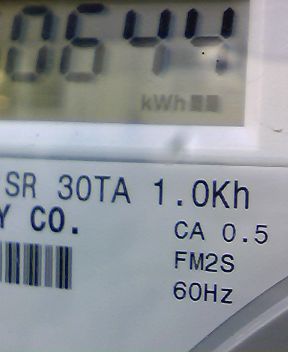 0644
kWh
SR 30TA 1.0Kh
Y CO.
CA 0.5
FM2S
60Hz